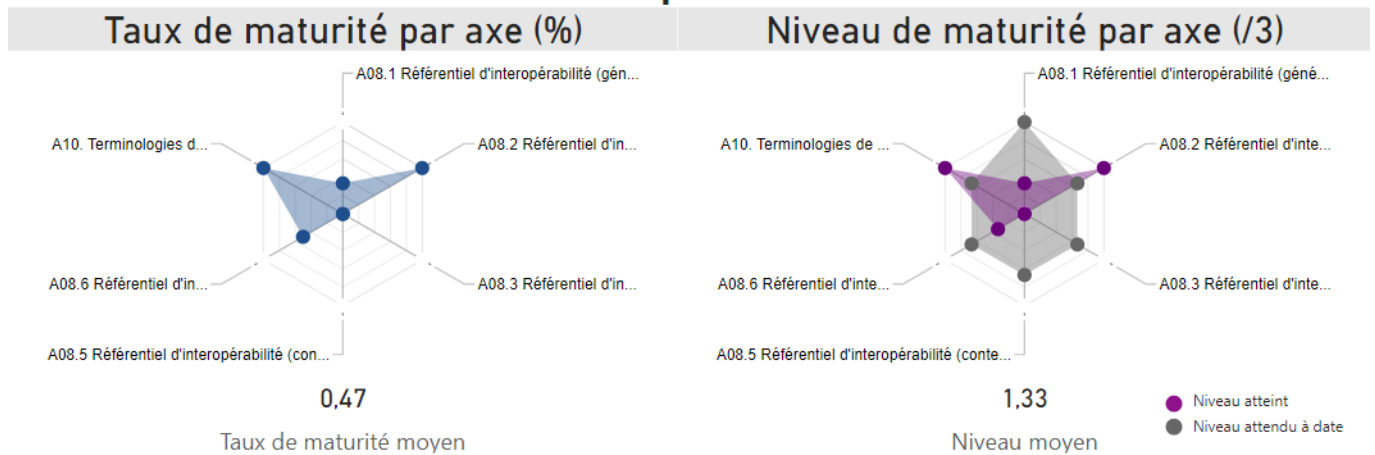 Taux de maturité par axe (%)
A08.1 Référentiel d'interopérabilité (gén...
A10. Terminologies d...
A08.2 Référentiel d'in...
A08.6 Référentiel d'in...
A08.3 Référentiel d'in...
A08.5 Référentiel d'interopérabilité (con...
0,47
Taux de maturité moyen
Niveau de maturité par axe (/3)
A08.1 Référentiel d'interopérabilité (géné...
A10. Terminologies de ...
A08.2 Référentiel d'inte...
A08.6 Référentiel d'inte...
A08.3 Référentiel d'inte...
A08.5 Référentiel d'interopérabilité (conte...
1,33
Niveau moyen
Niveau atteint
Niveau attendu à date